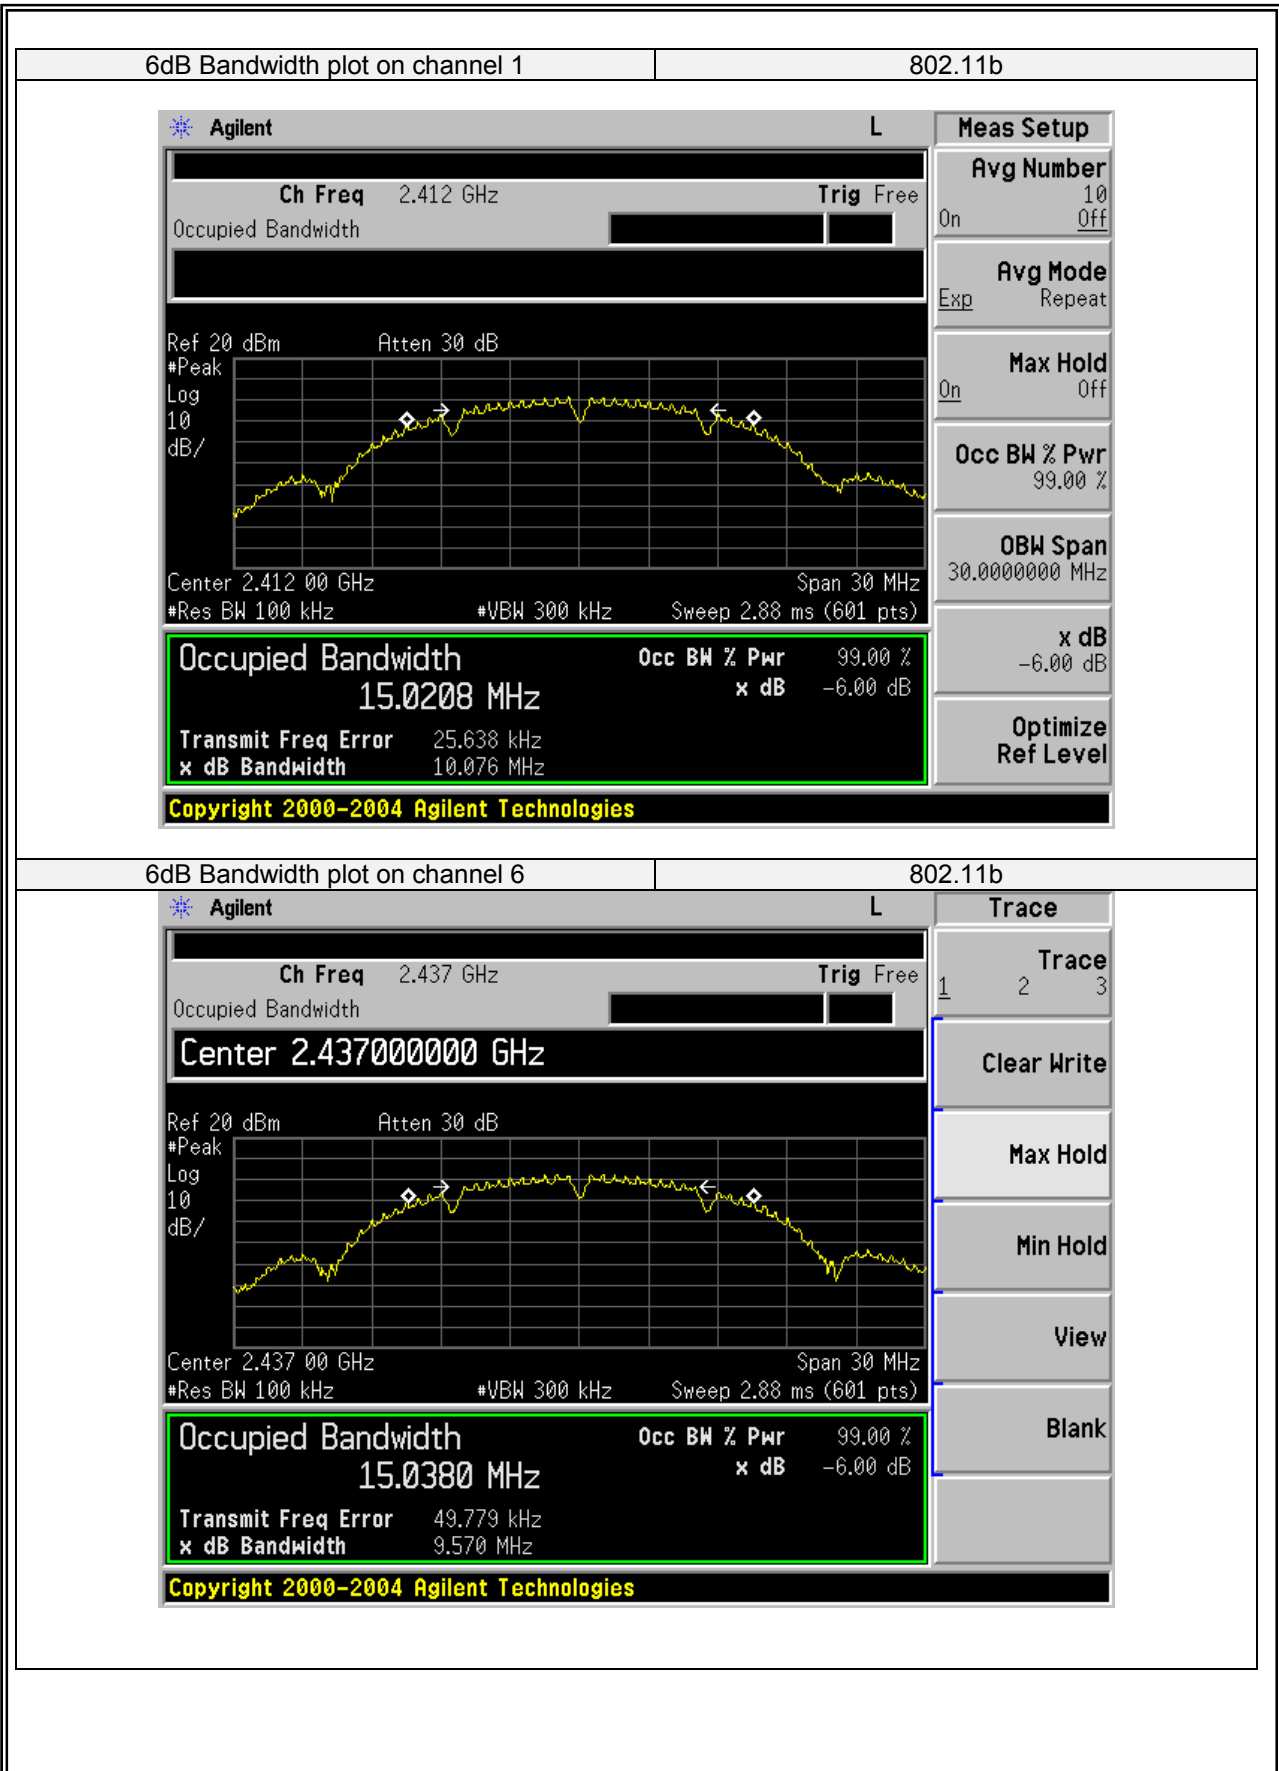 6dB Bandwidth plot on channel 1 802.11b
Agilent L Meas Setup
Ch Freq 2.412 GHz Trig Free
Occupied Bandwidth
Avg Number
10
On Off
Avg Mode
Exp Repeat
Max Hold
On Off
Occ BW % Pwr
99.00 %
OBW Span
30.0000000 MHz
x dB
-6.00 dB
Optimize
Ref Level
Ref 20 dBm Atten 30 dB
#Peak
Log
10
dB/
Center 2.412 00 GHz Span 30 MHz
#Res BW 100 kHz #VBW 300 kHz Sweep 2.88 ms (601 pts)
Occupied Bandwidth Occ BW % Pwr 99.00 %
15.0208 MHz x dB -6.00 dB
Transmit Freq Error 25.638 kHz
x dB Bandwidth 10.076 MHz
Copyright 2000-2004 Agilent Technologies
6dB Bandwidth plot on channel 6 802.11b
Agilent L Trace
Ch Freq 2.437 GHz Trig Free
Occupied Bandwidth
Center 2.437000000 GHz
Trace
1 2 3
Clear Write
Max Hold
Min Hold
View
Blank
Ref 20 dBm Atten 30 dB
#Peak
Log
10
dB/
Center 2.437 00 GHz Span 30 MHz
#Res BW 100 kHz #VBW 300 kHz Sweep 2.88 ms (601 pts)
Occupied Bandwidth Occ BW % Pwr 99.00 %
15.0380 MHz x dB -6.00 dB
Transmit Freq Error 49.779 kHz
x dB Bandwidth 9.570 MHz
Copyright 2000-2004 Agilent Technologies